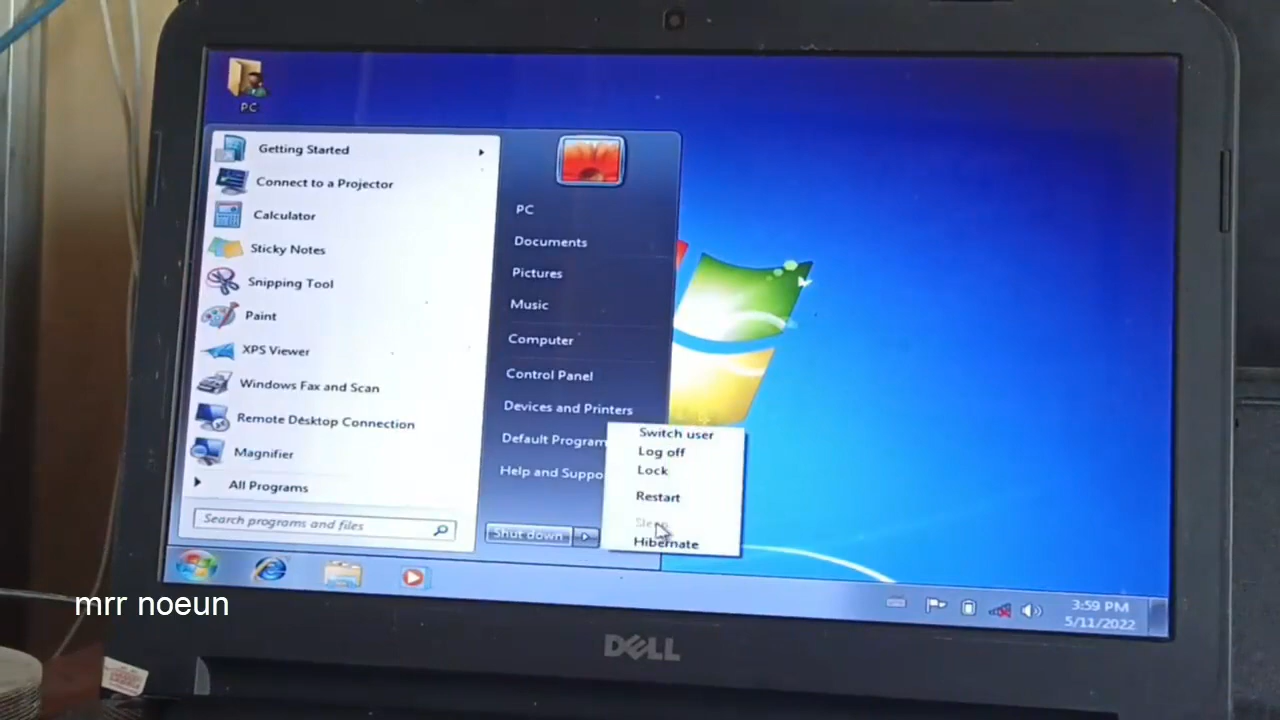 PC
Getting Started
Connect to a Projector
Calculator
Sticky Notes
Snipping Tool
Paint
XPS Viewer
Windows Fax and Scan
Remote Desktop Connection
Magnifier
All Programs
Search programs and files
PC
Documents
Pictures
Music
Computer
Control Panel
Devices and Printers
Default Program
Help and Suppo
Shut down
Switch user
Log off
Lock
Restart
Sleep
Hibernate
3:59 PM
5/11/2022
mrr noeun
DELL